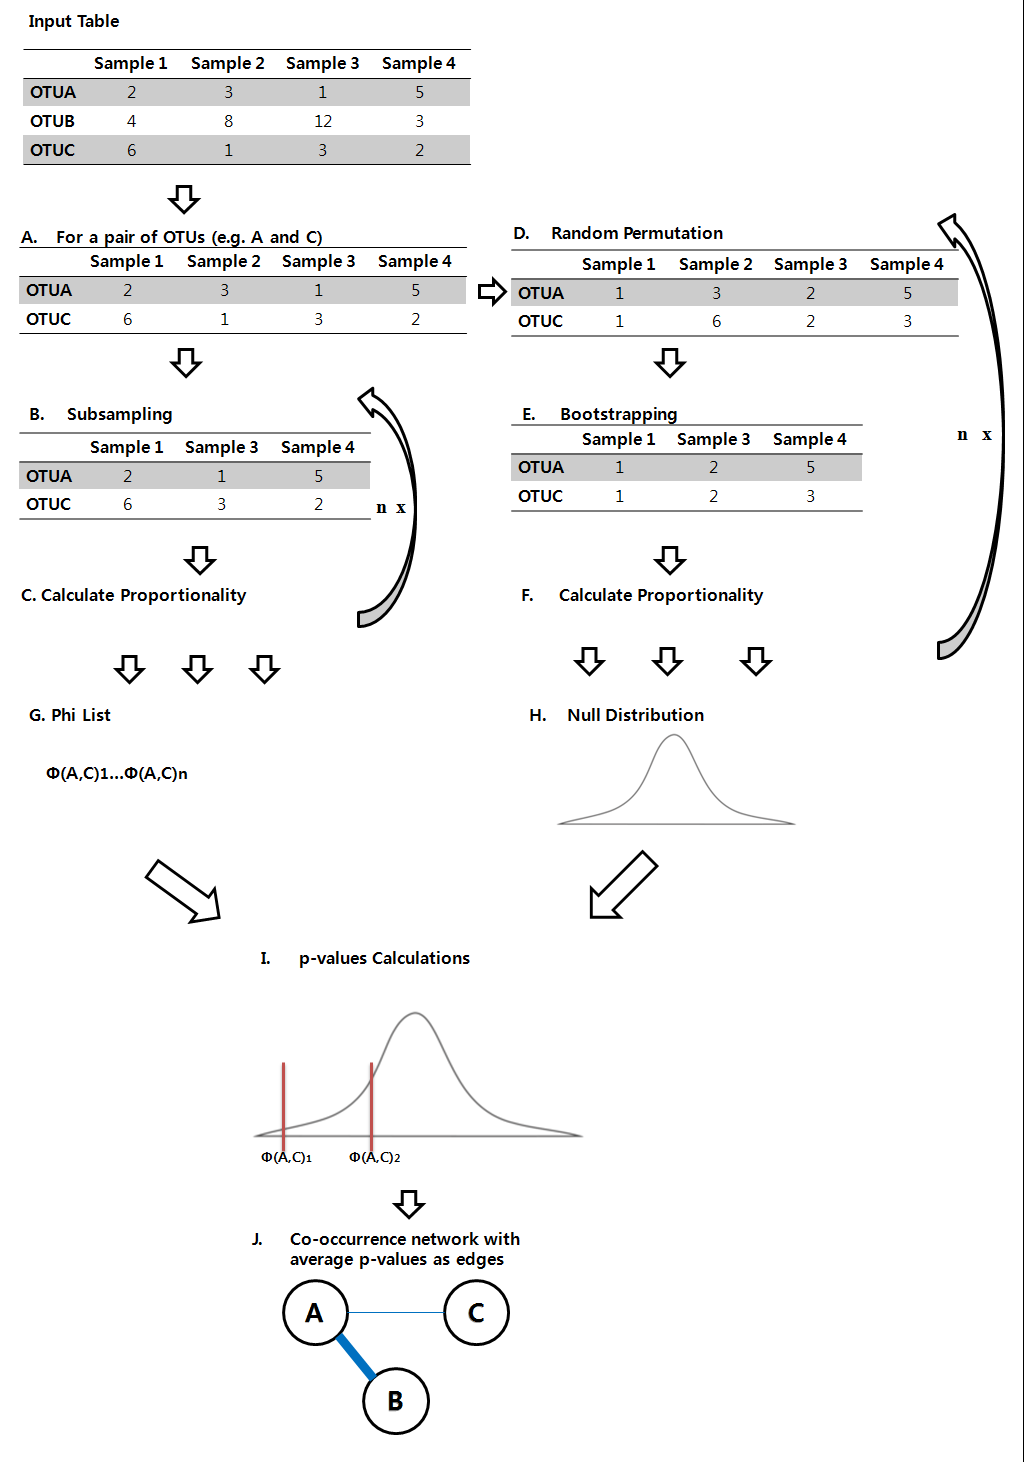 Input Table
Sample 1 Sample 2 Sample 3 Sample 4
OTUA 2 3 1 5
OTUB 4 8 12 3
OTUC 6 1 3 2
A. For a pair of OTUs (e.g. A and C)
Sample 1 Sample 2 Sample 3 Sample 4
OTUA 2 3 1 5
OTUC 6 1 3 2
D. Random Permutation
Sample 1 Sample 2 Sample 3 Sample 4
OTUA 1 3 2 5
OTUC 1 6 2 3
B. Subsampling
Sample 1 Sample 3 Sample 4
OTUA 2 1 5
OTUC 6 3 2
n x
E. Bootstrapping
Sample 1 Sample 3 Sample 4
OTUA 1 2 5
OTUC 1 2 3
n x
C. Calculate Proportionality
F. Calculate Proportionality
G. Phi List
Φ(A,C)1...Φ(A,C)n
H. Null Distribution
I. p-values Calculations
Φ(A,C)1 Φ(A,C)2
J. Co-occurrence network with
average p-values as edges
A C
B